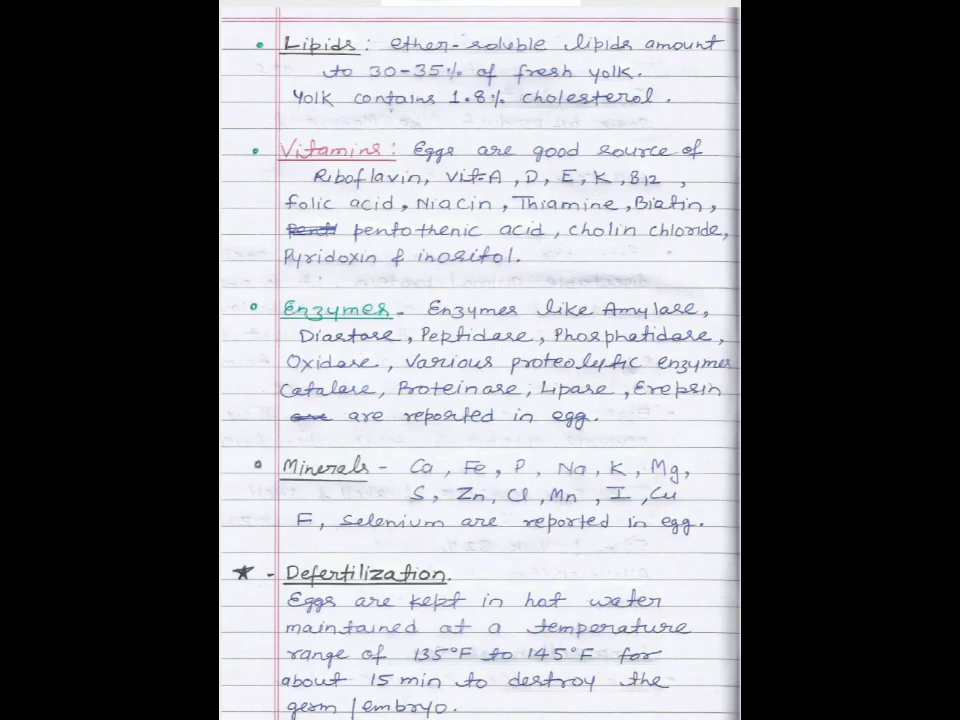 • Lipids : ether-soluble lipids amount
to 30-35% of fresh yolk.
Yolk contains 1.8% cholesterol.
• Vitamins : Eggs are good source of
Riboflavin, Vit-A, D, E, K, B12,
folic acid, Niacin, Thiamine, Biatin,
pentothenic acid, cholin chloride,
Pyridoxin & inositol.
• Enzymes - Enzymes like Amylase,
Diastase, Peptidase, Phosphatidase,
Oxidase, various proteolytic enzymes
Catalase, Proteinase, Lipase, Erepsin
are reported in egg.
• Minerals - Ca, Fe, P, Na, K, Mg,
S, Zn, Cl, Mn, I, Cu
F, Selenium are reported in egg.
★ - Defertilization.
Eggs are kept in hot water
maintained at a temperature
range of 135°F to 145°F for
about 15 min to destroy the
germ/embryo.